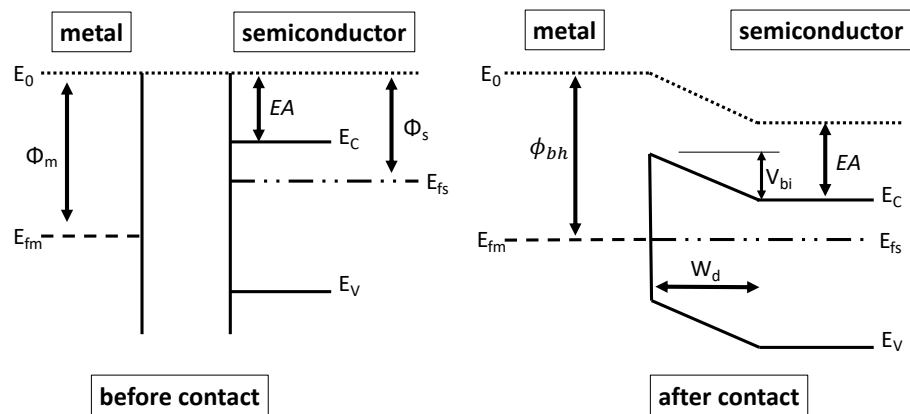 metal
semiconductor
E0
EA
Φm
EC
Φs
Efs
Efm
EV
before contact
metal
semiconductor
E0
ϕbh
Vbi
EA
EC
Efm
Efs
Wd
EV
after contact